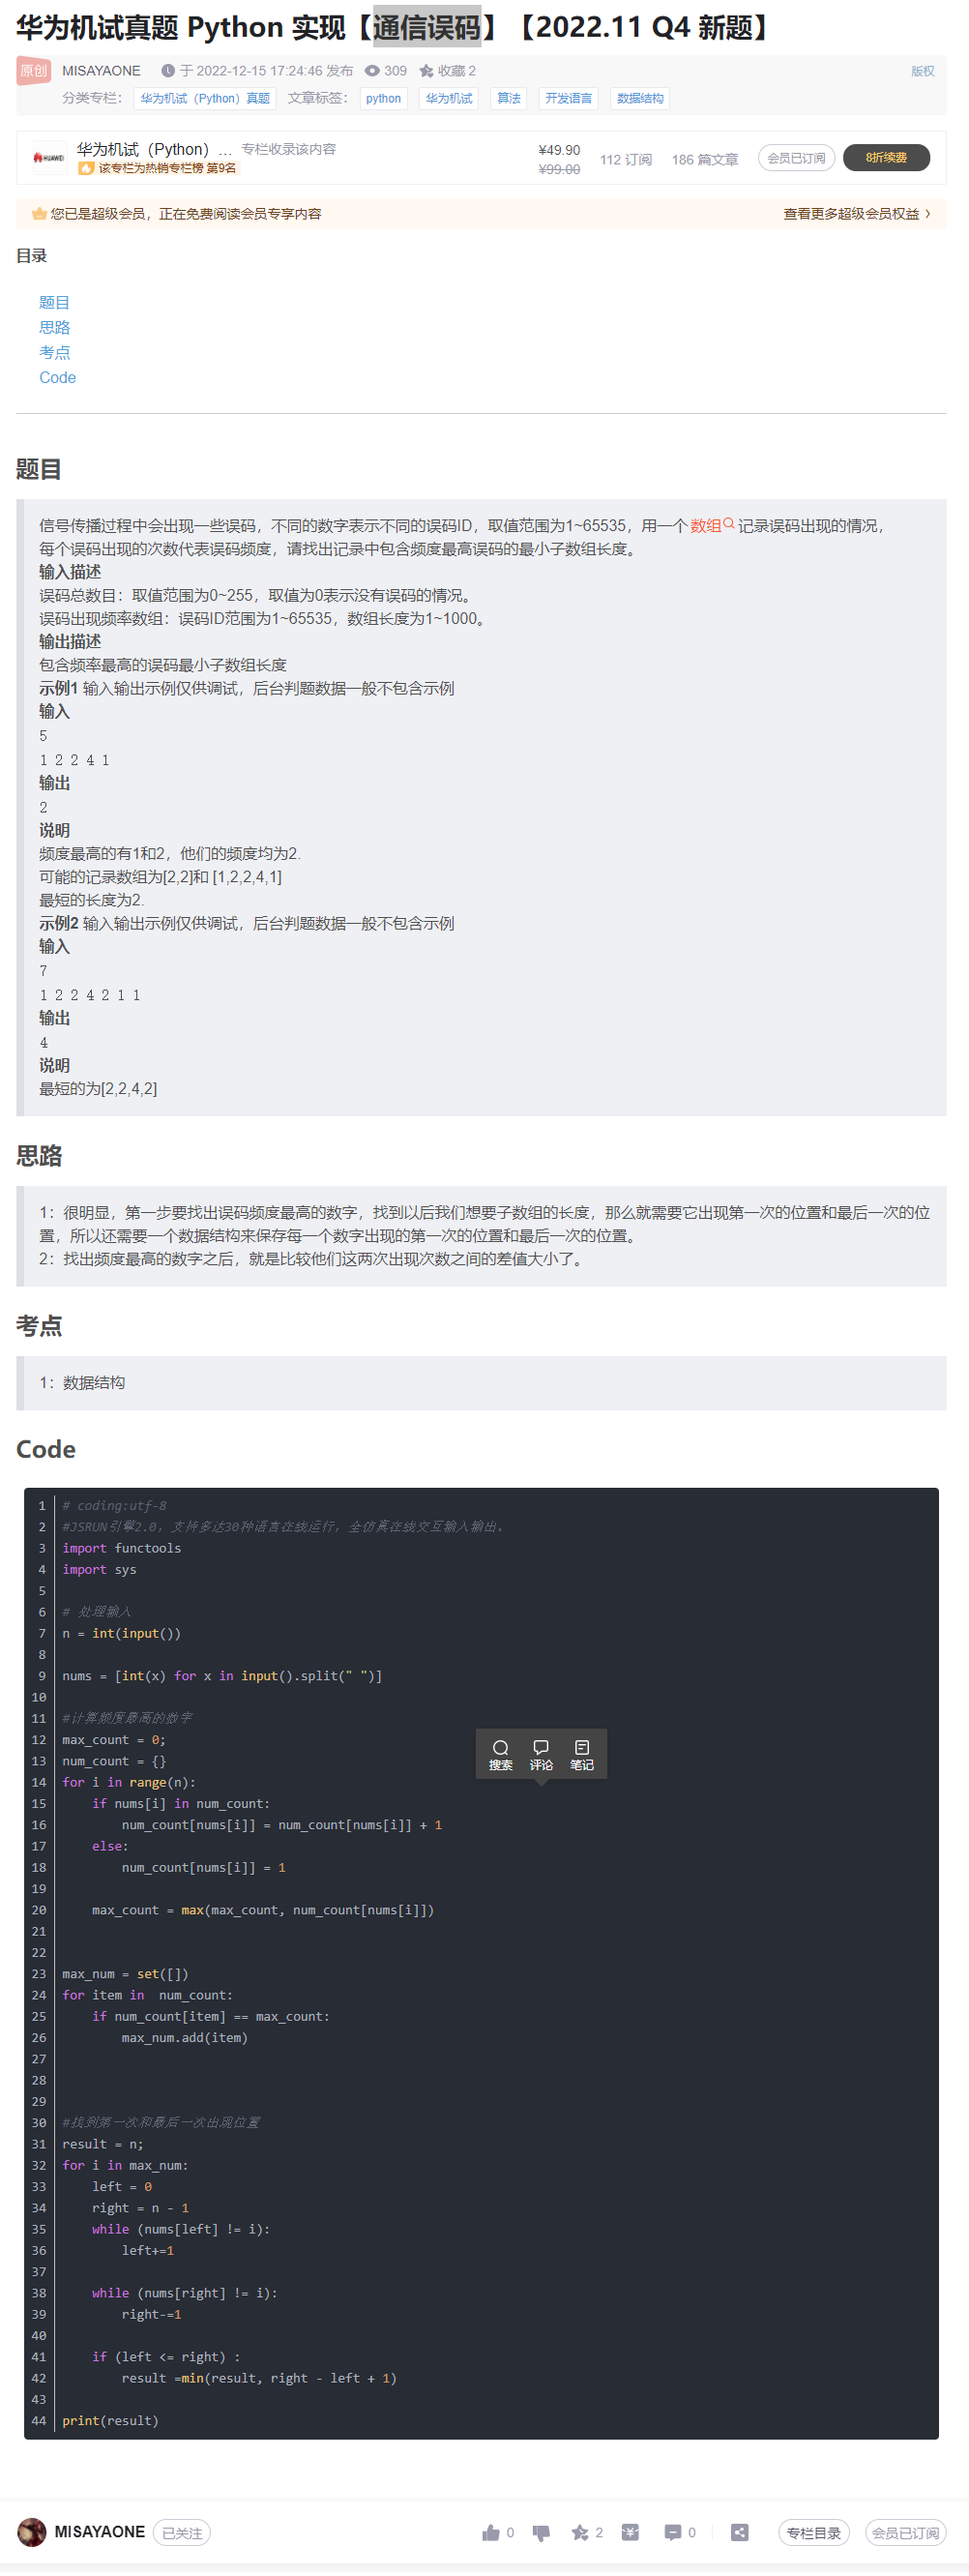 华为机试真题 Python 实现【通信误码】【2022.11 Q4 新题】
原创 MISAYAONE 于 2022-12-15 17:24:46 发布 309 收藏 2 版权
分类专栏： 华为机试（Python）真题 文章标签： python 华为机试 算法 开发语言 数据结构
HUAWEI 华为机试（Python）... 专栏收录该内容 ¥49.90 112 订阅 186 篇文章 会员已订阅 8折续费
该专栏为热销专栏榜 第9名 ¥99.00
您已是超级会员，正在免费阅读会员专享内容 查看更多超级会员权益
目录
题目
思路
考点
Code
题目
信号传播过程中会出现一些误码，不同的数字表示不同的误码ID，取值范围为1~65535，用一个 数组 记录误码出现的情况，
每个误码出现的次数代表误码频度，请找出记录中包含频度最高误码的最小子数组长度。
输入描述
误码总数目：取值范围为0~255，取值为0表示没有误码的情况。
误码出现频率数组：误码ID范围为1~65535，数组长度为1~1000。
输出描述
包含频率最高的误码最小子数组长度
示例1 输入输出示例仅供调试，后台判题数据一般不包含示例
输入
5
1 2 2 4 1
输出
2
说明
频度最高的有1和2，他们的频度均为2.
可能的记录数组为[2,2]和 [1,2,2,4,1]
最短的长度为2.
示例2 输入输出示例仅供调试，后台判题数据一般不包含示例
输入
7
1 2 2 4 2 1 1
输出
4
说明
最短的为[2,2,4,2]
思路
1：很明显，第一步要找出误码频度最高的数字，找到以后我们想要子数组的长度，那么就需要它出现第一次的位置和最后一次的位
置，所以还需要一个数据结构来保存每一个数字出现的第一次的位置和最后一次的位置。
2：找出频度最高的数字之后，就是比较他们这两次出现次数之间的差值大小了。
考点
1：数据结构
Code
1 # coding:utf-8
2 #JSRUN引擎2.0，支持多达30种语言在线运行，全仿真在线交互输入输出。
3 import functools
4 import sys
5
6 # 处理输入
7 n = int(input())
8
9 nums = [int(x) for x in input().split(" ")]
10
11 #计算频度最高的数字
12 max_count = 0;
13 num_count = {}
14 for i in range(n):
15     if nums[i] in num_count:
16         num_count[nums[i]] = num_count[nums[i]] + 1
17     else:
18         num_count[nums[i]] = 1
19
20     max_count = max(max_count, num_count[nums[i]])
21
22
23 max_num = set([])
24 for item in  num_count:
25     if num_count[item] == max_count:
26         max_num.add(item)
27
28
29
30 #找到第一次和最后一次出现位置
31 result = n;
32 for i in max_num:
33     left = 0
34     right = n - 1
35     while (nums[left] != i):
36         left+=1
37
38     while (nums[right] != i):
39         right-=1
40
41     if (left <= right) :
42         result =min(result, right - left + 1)
43
44 print(result)
搜索 评论 笔记
MISAYAONE 已关注 0 2 0 专栏目录 会员已订阅